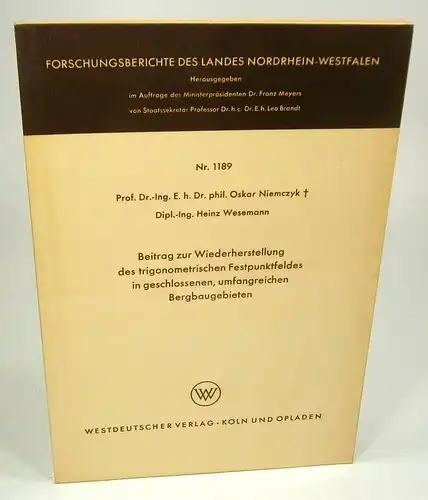 FORSCHUNGSBERICHTE DES LANDES NORDRHEIN-WESTFALEN
Herausgegeben
im Auftrage des Ministerpräsidenten Dr. Franz Meyers
von Staatssekretär Professor Dr. h. c. Dr. E. h. Leo Brandt
Nr. 1189
Prof. Dr.-Ing. E. h. Dr. phil. Oskar Niemczyk †
Dipl.-Ing. Heinz Wesemann
Beitrag zur Wiederherstellung
des trigonometrischen Festpunktfeldes
in geschlossenen, umfangreichen
Bergbaugebieten
W
WESTDEUTSCHER VERLAG · KÖLN UND OPLADEN